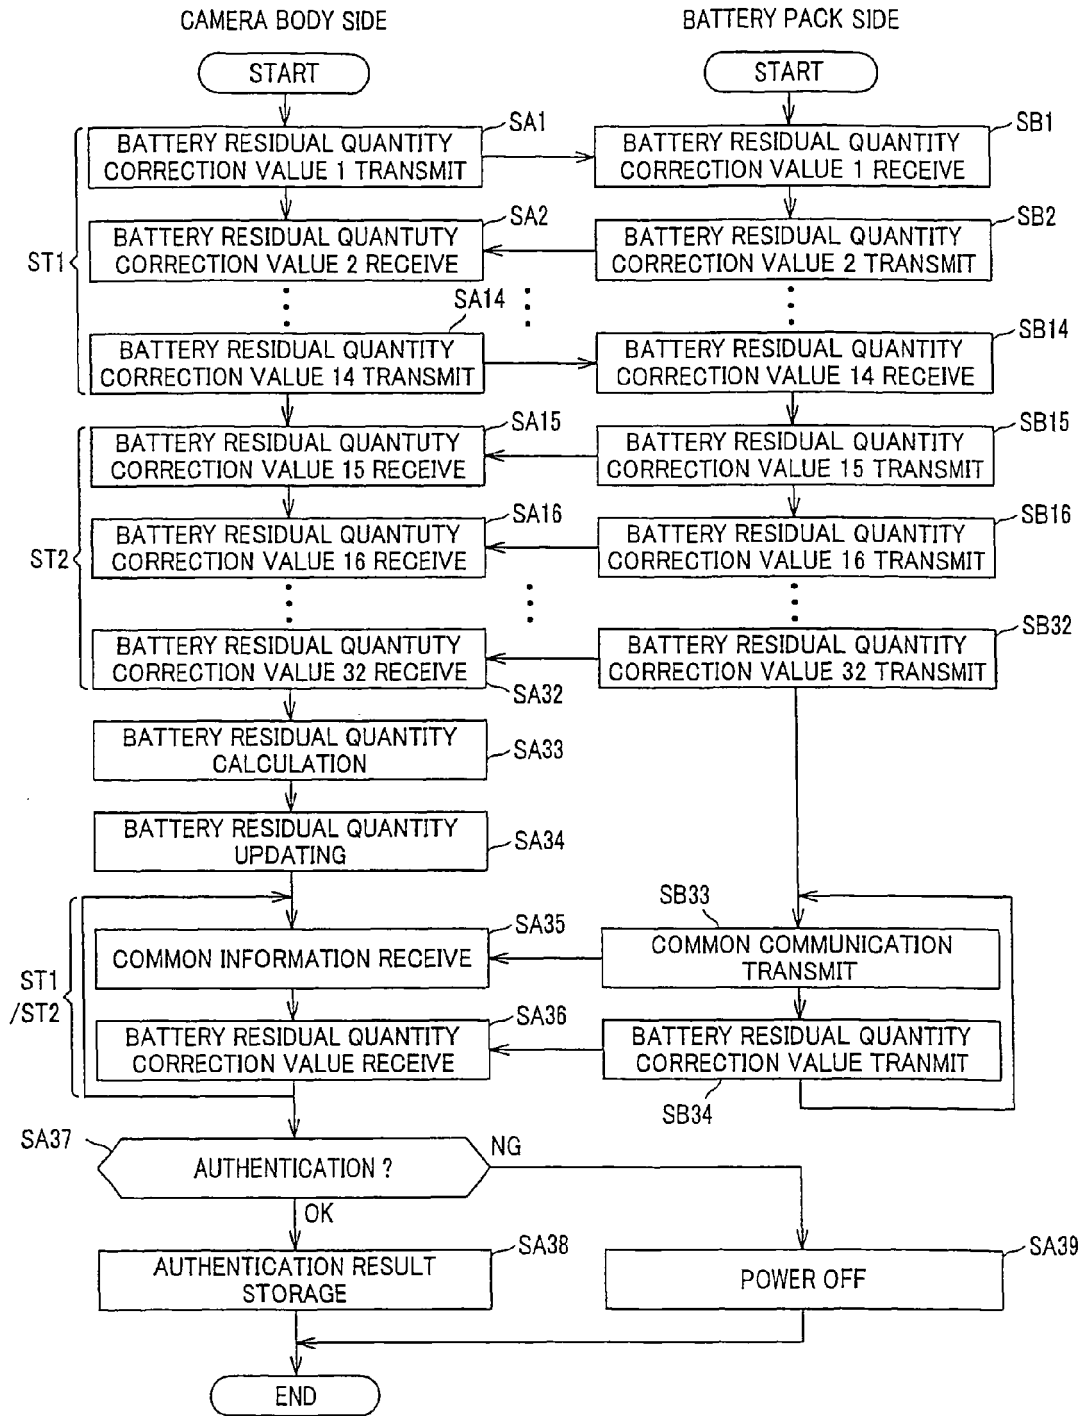 CAMERA BODY SIDE
BATTERY PACK SIDE
START
START
SA1
BATTERY RESIDUAL QUANTITY
CORRECTION VALUE 1 TRANSMIT
SB1
BATTERY RESIDUAL QUANTITY
CORRECTION VALUE 1 RECEIVE
SA2
BATTERY RESIDUAL QUANTUTY
CORRECTION VALUE 2 RECEIVE
SB2
BATTERY RESIDUAL QUANTITY
CORRECTION VALUE 2 TRANSMIT
ST1
SA14
BATTERY RESIDUAL QUANTITY
CORRECTION VALUE 14 TRANSMIT
SB14
BATTERY RESIDUAL QUANTITY
CORRECTION VALUE 14 RECEIVE
SA15
BATTERY RESIDUAL QUANTUTY
CORRECTION VALUE 15 RECEIVE
SB15
BATTERY RESIDUAL QUANTITY
CORRECTION VALUE 15 TRANSMIT
SA16
BATTERY RESIDUAL QUANTUTY
CORRECTION VALUE 16 RECEIVE
SB16
BATTERY RESIDUAL QUANTITY
CORRECTION VALUE 16 TRANSMIT
ST2
BATTERY RESIDUAL QUANTUTY
CORRECTION VALUE 32 RECEIVE
SA32
SB32
BATTERY RESIDUAL QUANTITY
CORRECTION VALUE 32 TRANSMIT
BATTERY RESIDUAL QUANTITY
CALCULATION
SA33
BATTERY RESIDUAL QUANTITY
UPDATING
SA34
SA35
COMMON INFORMATION RECEIVE
SB33
COMMON COMMUNICATION
TRANSMIT
ST1
/ST2
SA36
BATTERY RESIDUAL QUANTITY
CORRECTION VALUE RECEIVE
BATTERY RESIDUAL QUANTITY
CORRECTION VALUE TRANMIT
SB34
SA37
AUTHENTICATION ?
NG
OK
SA38
AUTHENTICATION RESULT
STORAGE
SA39
POWER OFF
END